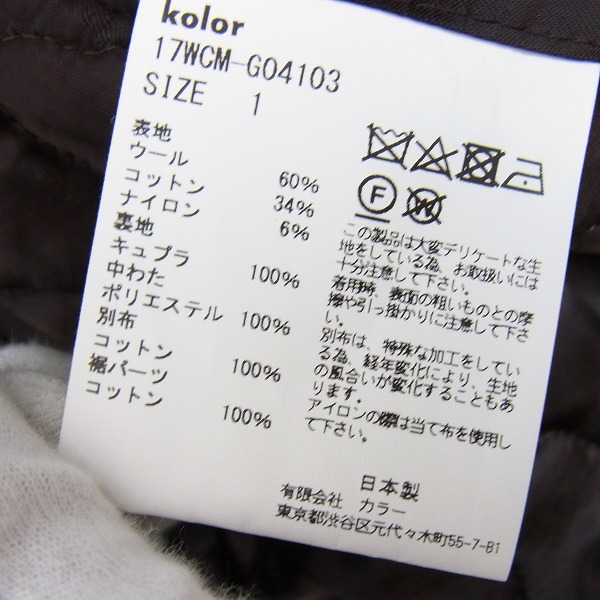 kolor
17WCM-G04103
SIZE 1
表地
ウール 60%
コットン 34%
ナイロン 6%
裏地
キュプラ 100%
中わた
ポリエステル 100%
別布
コットン 100%
裾パーツ
コットン 100%
F
W
この製品は大変デリケートな生
地をしている為、お取扱いには
十分注意して下さい。
着用時、表面の粗いものとの摩
擦や引っ掛かりに注意して下さ
い。
別布は、特殊な加工をしてい
る為、経年変化により、生地
の風合いが変化することもあ
ります。
アイロンの際は当て布を使用し
て下さい。
日本製
有限会社 カラー
東京都渋谷区元代々木町55-7-B1